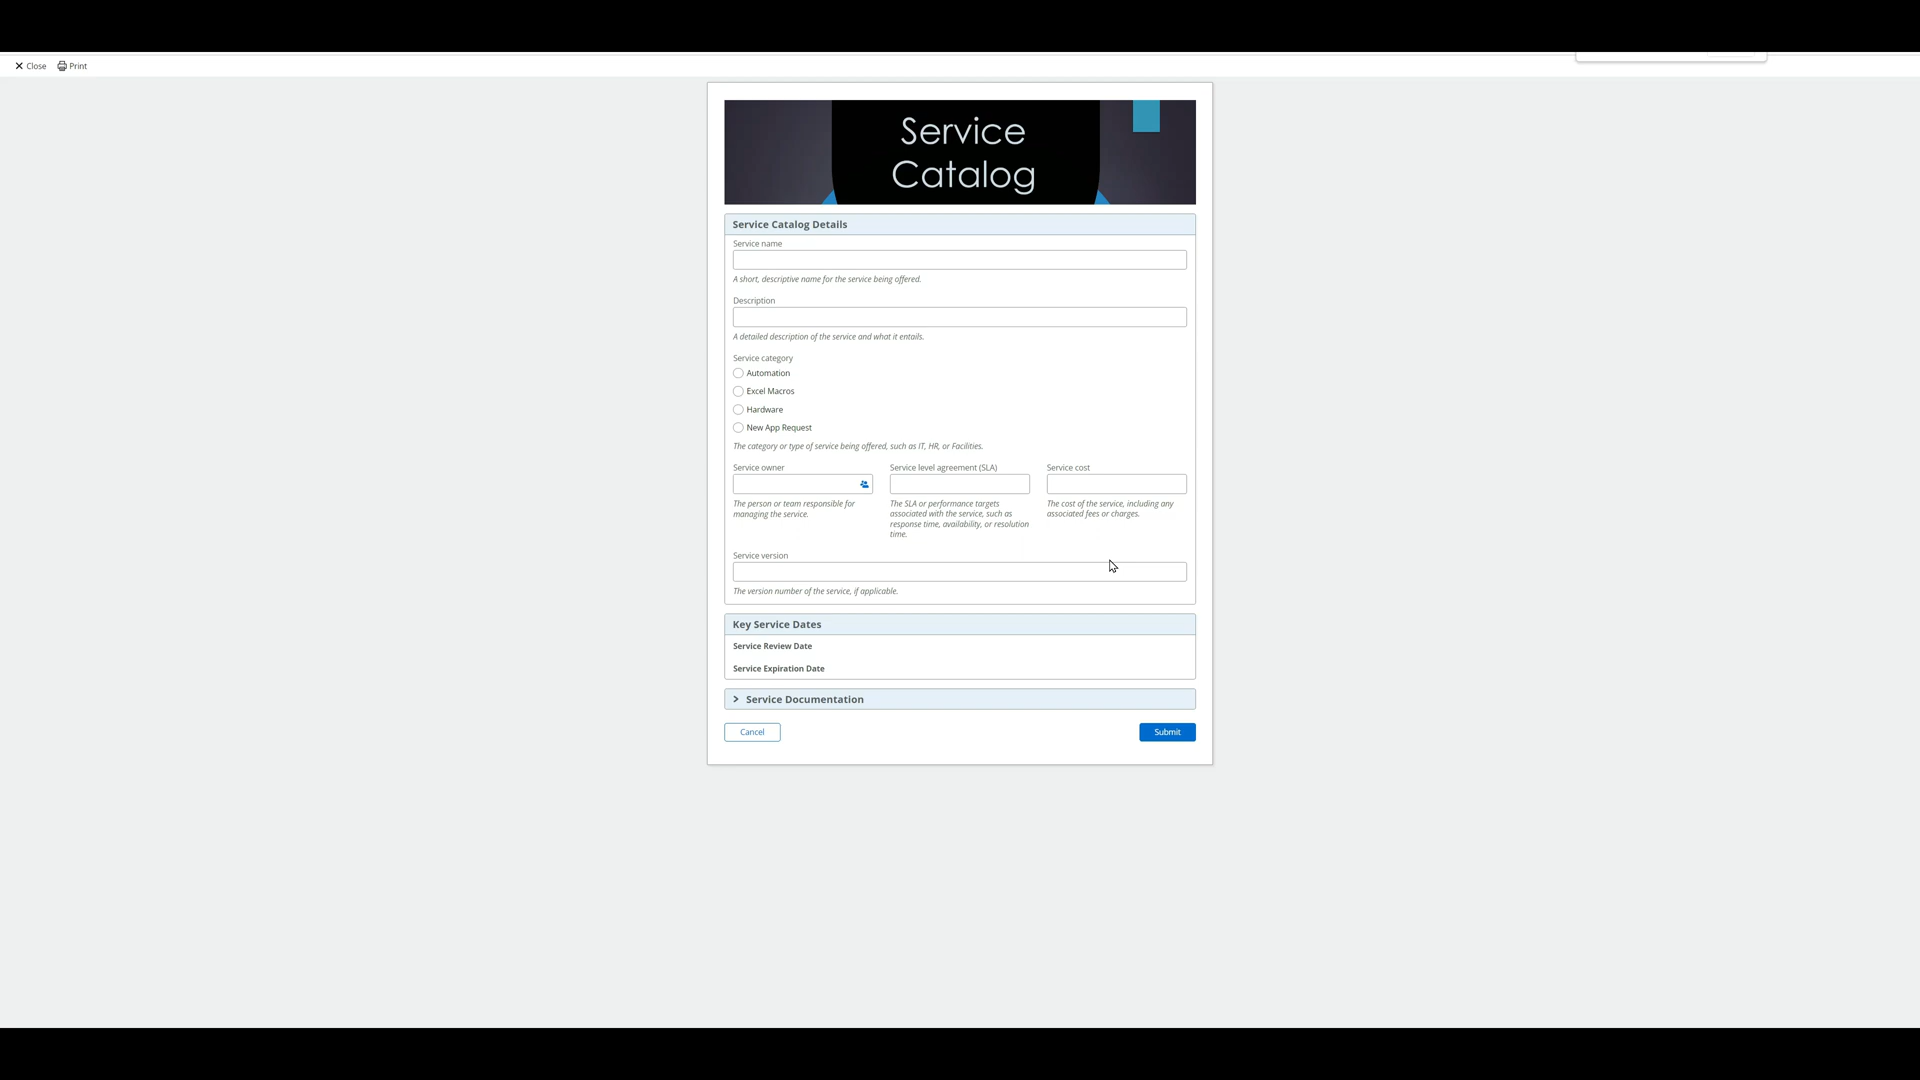 Close Print
Service
Catalog
Service Catalog Details
Service name
A short, descriptive name for the service being offered.
Description
A detailed description of the service and what it entails.
Service category
Automation
Excel Macros
Hardware
New App Request
The category or type of service being offered, such as IT, HR, or Facilities.
Service owner
The person or team responsible for
managing the service.
Service level agreement (SLA)
The SLA or performance targets
associated with the service, such as
response time, availability, or resolution
time.
Service cost
The cost of the service, including any
associated fees or charges.
Service version
The version number of the service, if applicable.
Key Service Dates
Service Review Date
Service Expiration Date
Service Documentation
Cancel Submit